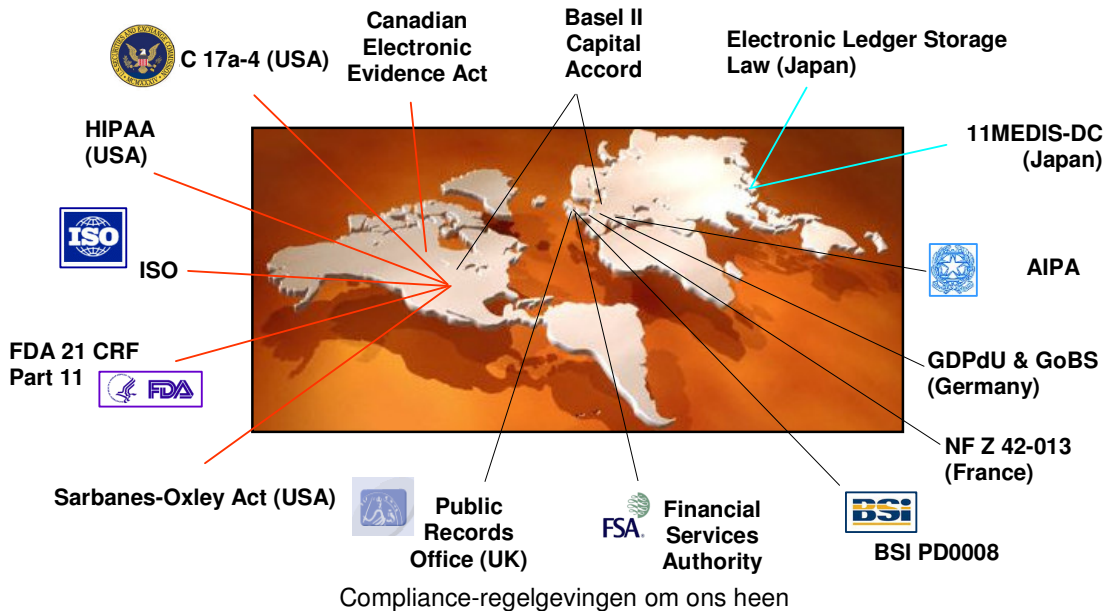 C 17a-4 (USA)
Canadian
Electronic
Evidence Act
Basel II
Capital
Accord
Electronic Ledger Storage
Law (Japan)
HIPAA
(USA)
11MEDIS-DC
(Japan)
ISO
ISO
AIPA
FDA 21 CRF
Part 11
FDA
GDPdU & GoBS
(Germany)
NF Z 42-013
(France)
Sarbanes-Oxley Act (USA)
Public
Records
Office (UK)
FSA
Financial
Services
Authority
BSi
BSI PD0008
Compliance-regelgevingen om ons heen